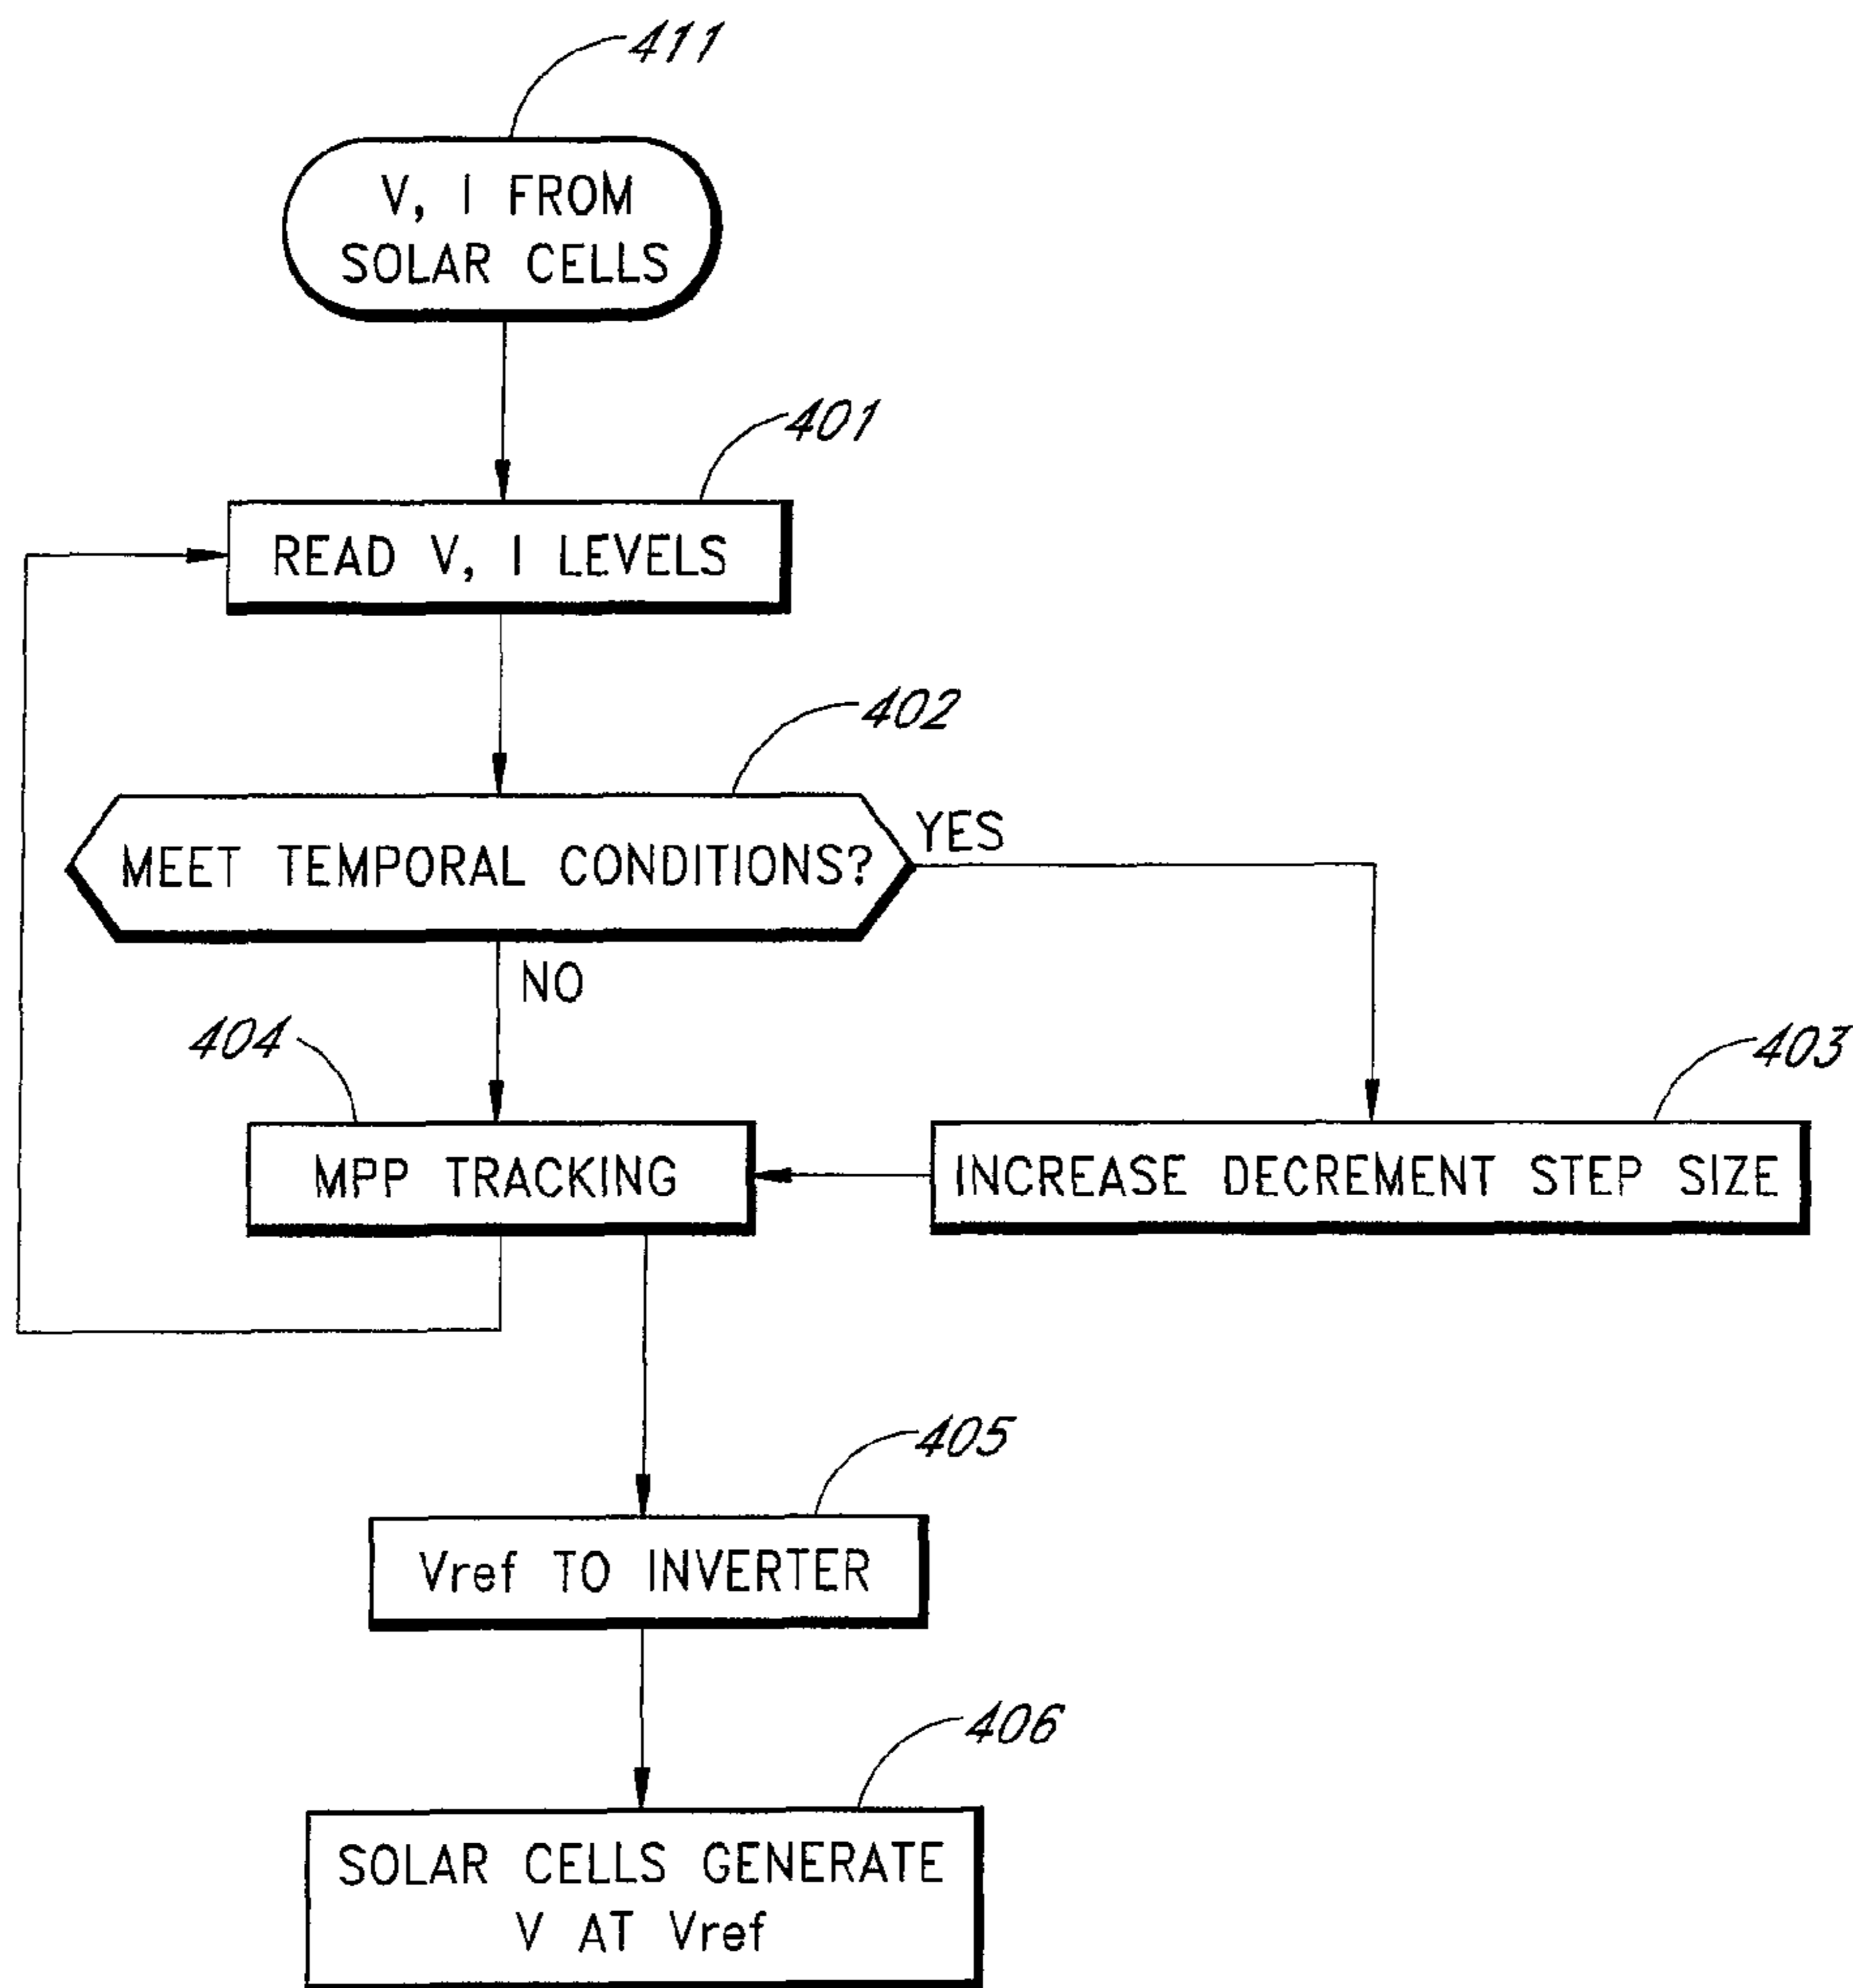 411
V, I FROM
SOLAR CELLS
401
READ V, I LEVELS
402
MEET TEMPORAL CONDITIONS?
YES
NO
404
403
MPP TRACKING
INCREASE DECREMENT STEP SIZE
405
Vref TO INVERTER
406
SOLAR CELLS GENERATE
V AT Vref